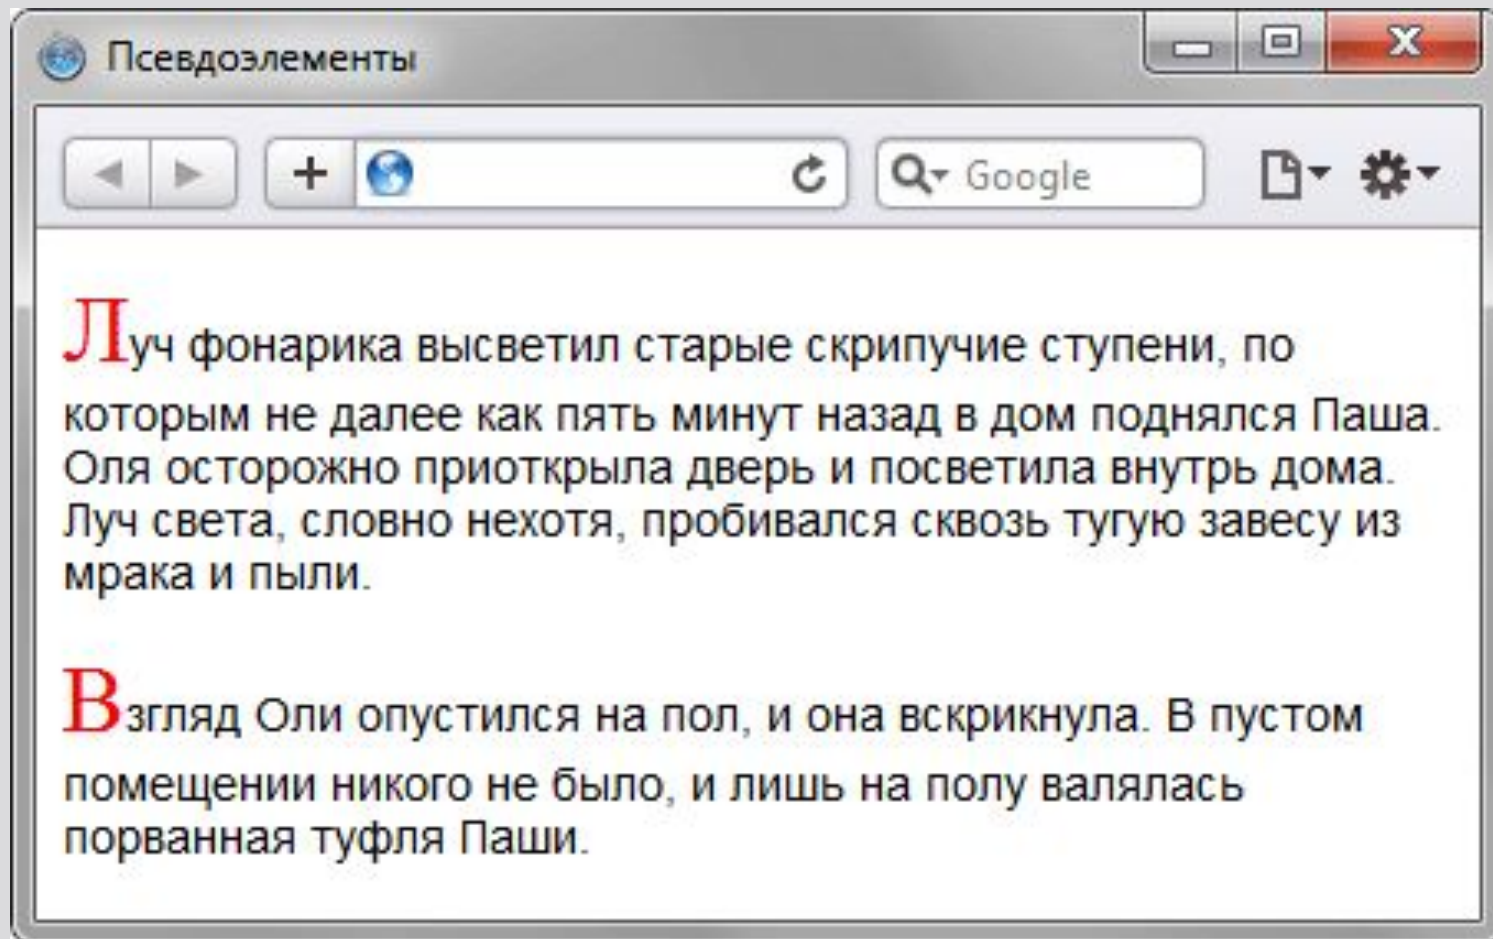 Псевдоэлементы
Google
Луч фонарика высветил старые скрипучие ступени, по
которым не далее как пять минут назад в дом поднялся Паша.
Оля осторожно приоткрыла дверь и посветила внутрь дома.
Луч света, словно нехотя, пробивался сквозь тугую завесу из
мрака и пыли.
Взгляд Оли опустился на пол, и она вскрикнула. В пустом
помещении никого не было, и лишь на полу валялась
порванная туфля Паши.